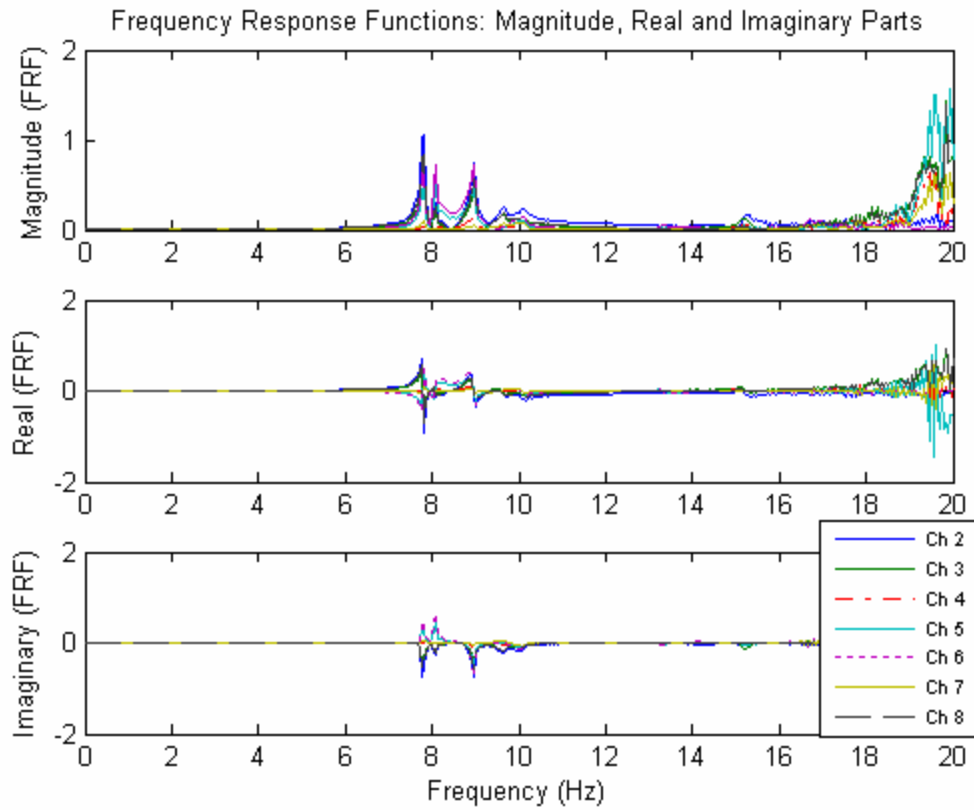 Frequency Response Functions: Magnitude, Real and Imaginary Parts
Magnitude (FRF)
2
1
0
0 2 4 6 8 10 12 14 16 18 20
Real (FRF)
2
0
-2
0 2 4 6 8 10 12 14 16 18 20
Imaginary (FRF)
2
0
-2
0 2 4 6 8 10 12 14 16 18 20
Frequency (Hz)
Ch 2
Ch 3
Ch 4
Ch 5
Ch 6
Ch 7
Ch 8